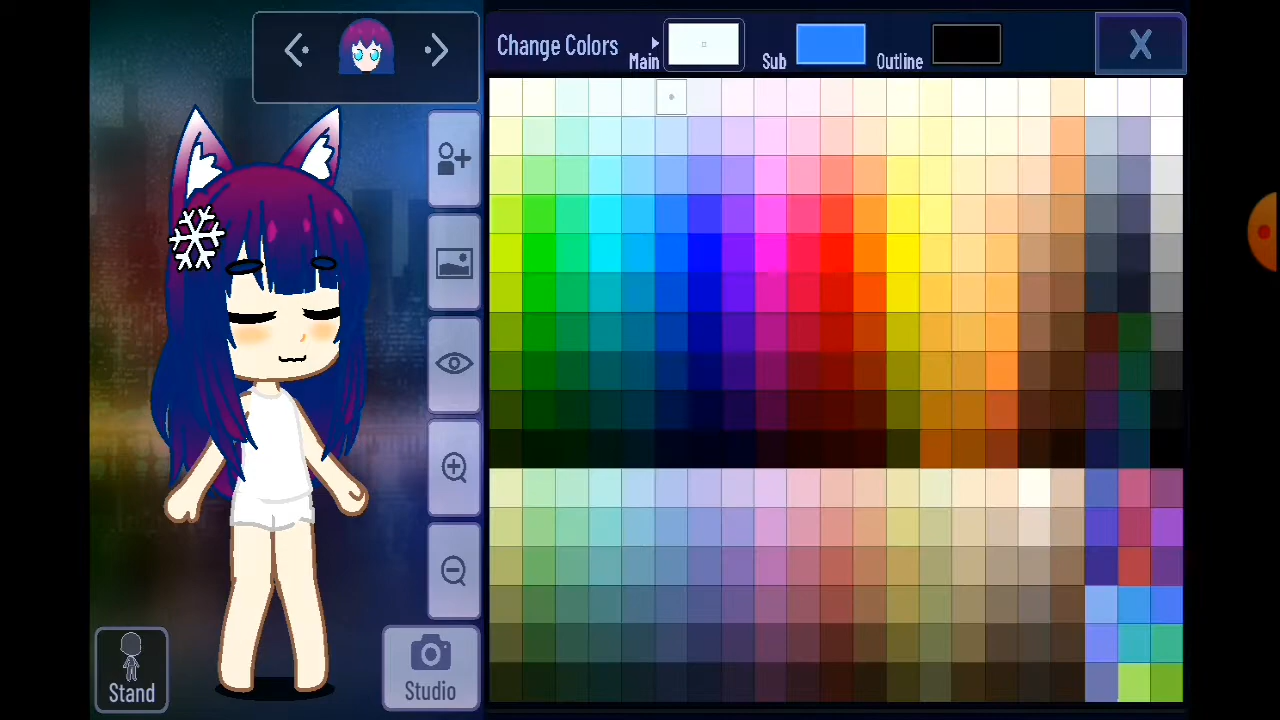 Change Colors
Main
Sub
Outline
X
Stand
Studio